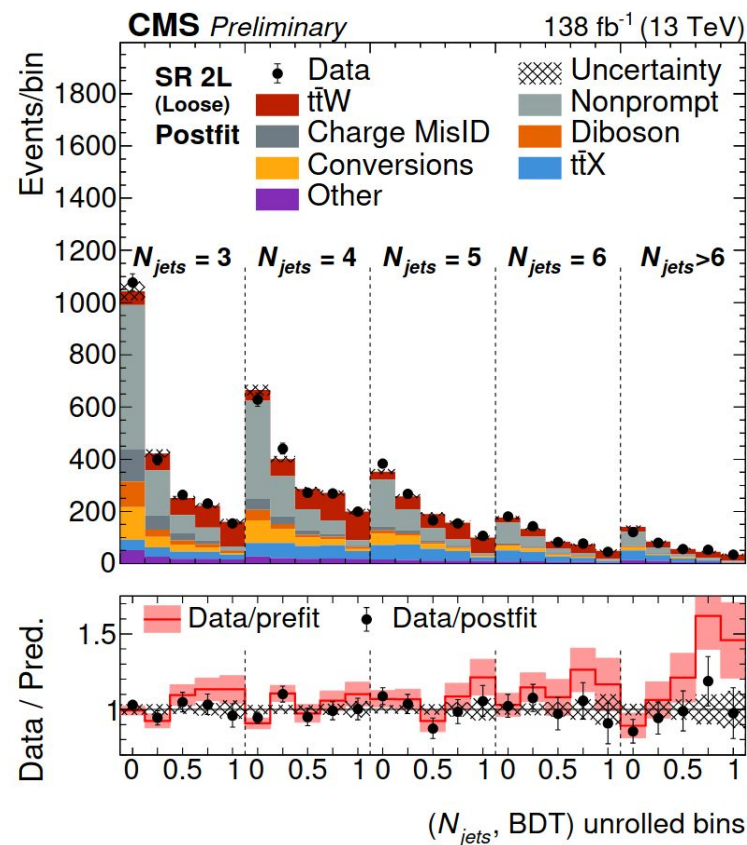 CMS Preliminary 138 fb⁻¹ (13 TeV)
Events/bin
SR 2L
(Loose)
Postfit
Data
Uncertainty
tt̄W
Nonprompt
Charge MisID
Diboson
Conversions
tt̄X
Other
1800
1600
1400
1200
1000
800
600
400
200
0
N_jets = 3 N_jets = 4 N_jets = 5 N_jets = 6 N_jets>6
Data / Pred.
Data/prefit Data/postfit
1.5
1
0 0.5 1 0 0.5 1 0 0.5 1 0 0.5 1 0 0.5 1
(N_jets, BDT) unrolled bins